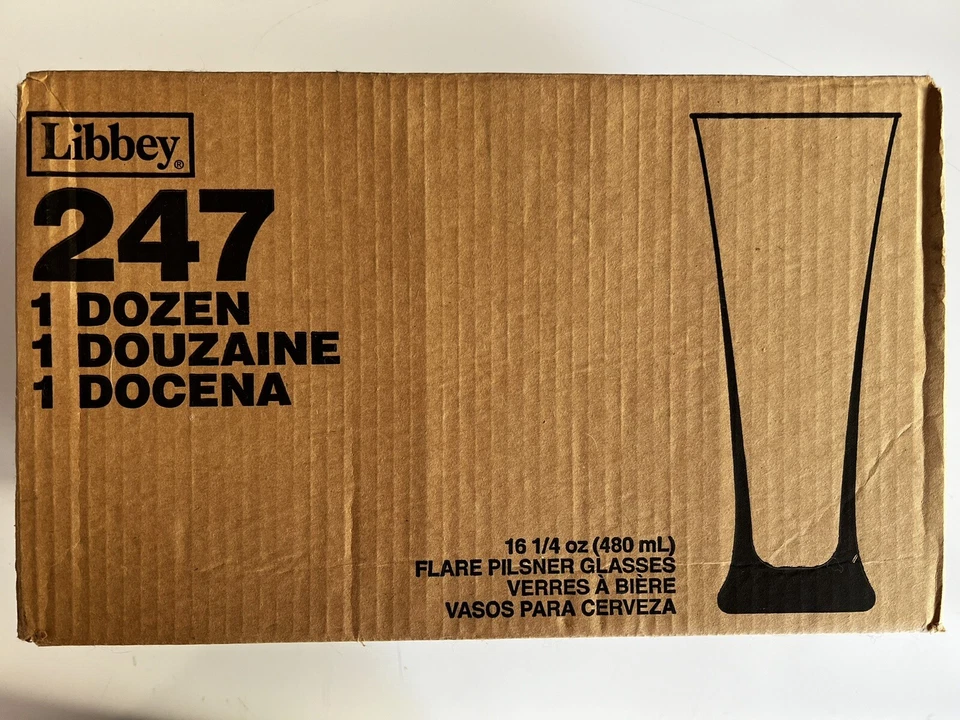 Libbey®
247
1 DOZEN
1 DOUZAINE
1 DOCENA
16 1/4 oz (480 mL)
FLARE PILSNER GLASSES
VERRES À BIÈRE
VASOS PARA CERVEZA